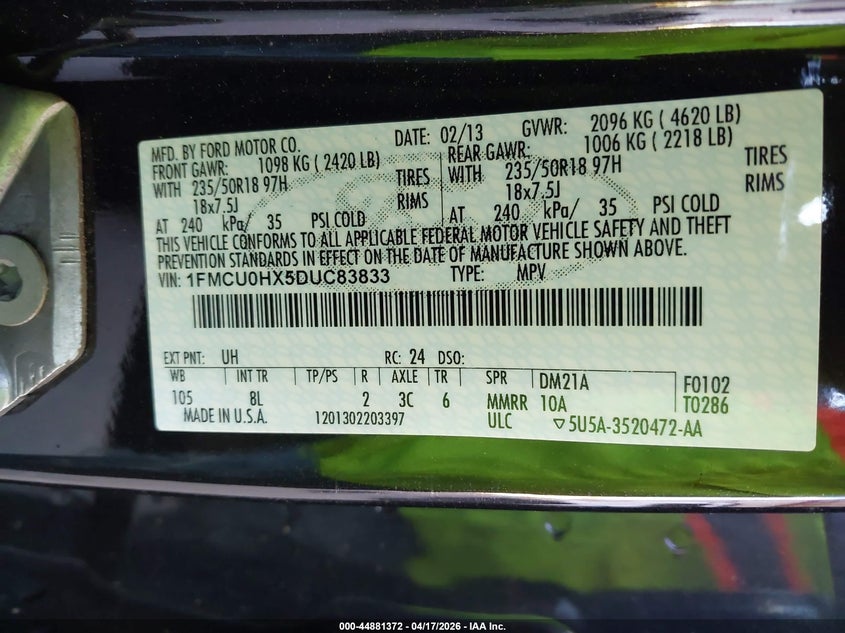 MFD. BY FORD MOTOR CO. DATE: 02/13 GVWR: 2096 KG ( 4620 LB)
FRONT GAWR: 1098 KG ( 2420 LB) REAR GAWR: 1006 KG ( 2218 LB)
WITH 235/50R18 97H TIRES WITH 235/50R18 97H TIRES
18x7.5J RIMS 18x7.5J RIMS
AT 240 kPa/ 35 PSI COLD AT 240 kPa/ 35 PSI COLD
THIS VEHICLE CONFORMS TO ALL APPLICABLE FEDERAL MOTOR VEHICLE SAFETY AND THEFT
PREVENTION STANDARDS IN EFFECT ON THE DATE OF MANUFACTURE SHOWN ABOVE.
VIN: 1FMCU0HX5DUC83833 TYPE: MPV
EXT PNT: UH RC: 24 DSO:
WB INT TR TP/PS R AXLE TR SPR DM21A F0102
105 8L 2 3C 6 MMRR 10A T0286
MADE IN U.S.A. 1201302203397 ULC ▽5U5A-3520472-AA
000-44881372 - 04/17/2026 - IAA Inc.